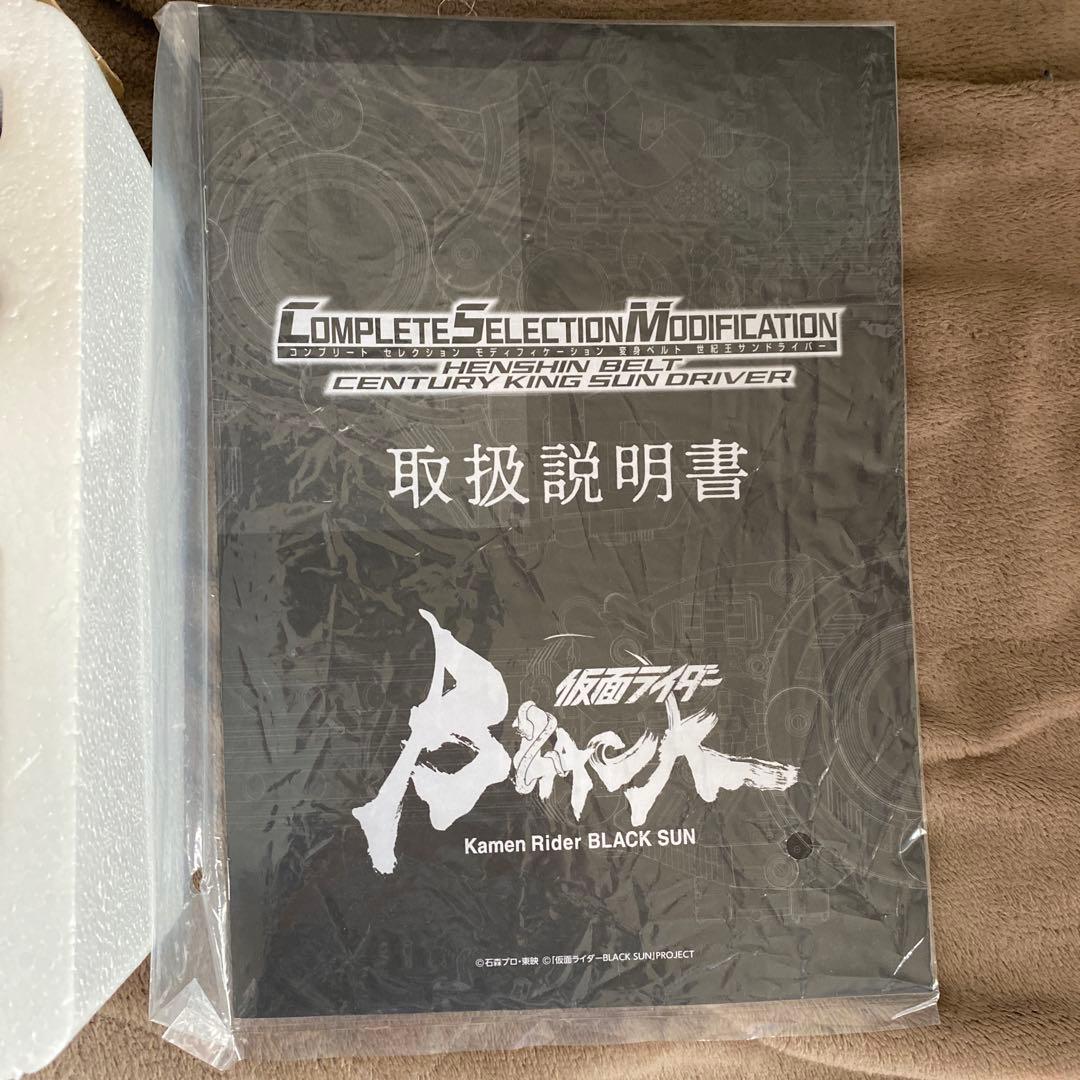 COMPLETE SELECTION MODIFICATION
コンプリート セレクション モディフィケーション 変身ベルト 世紀王サンドライバー
HENSHIN BELT
CENTURY KING SUN DRIVER
取扱説明書
仮面ライダー
BLACK
Kamen Rider BLACK SUN
©石森プロ・東映 ©「仮面ライダーBLACK SUN」PROJECT